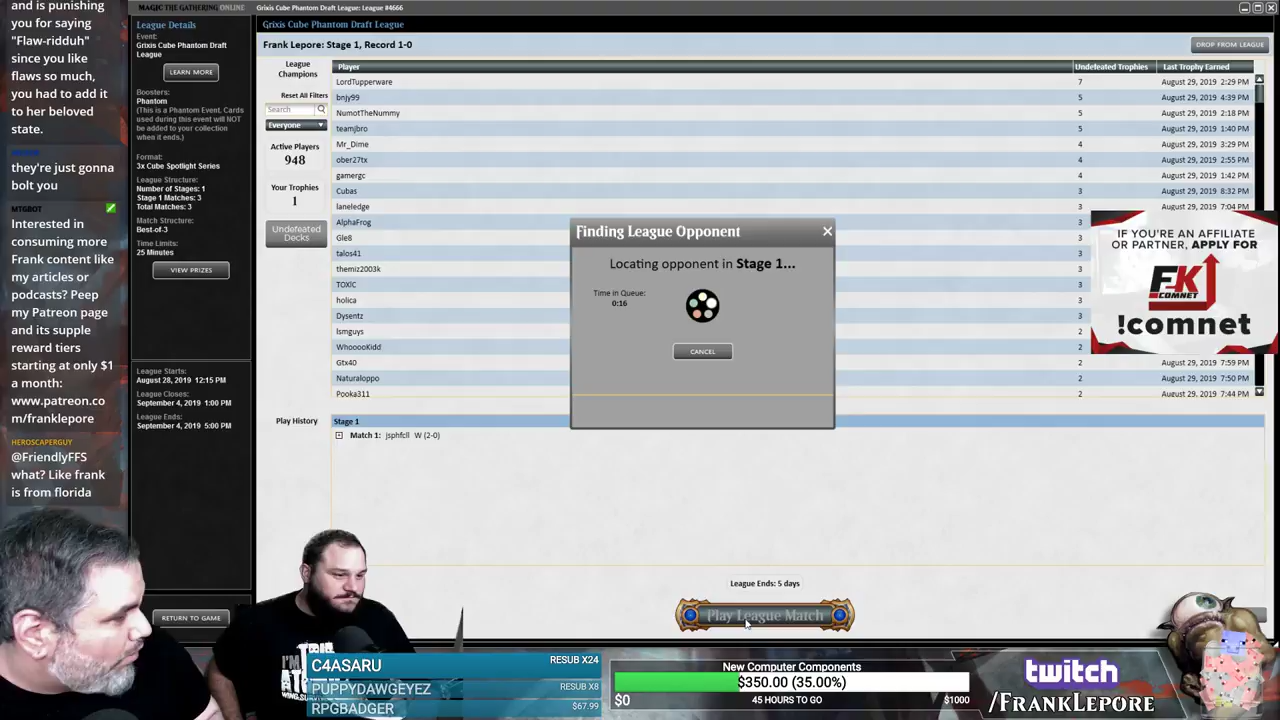 and is punishing
you for saying
"Flaw-ridduh"
since you like
flaws so much,
you had to add it
to her beloved
state.
they're just gonna
bolt you
MTGBOT
Interested in
consuming more
Frank content like
my articles or
podcasts? Peep
my Patreon page
and its supple
reward tiers
starting at only $1
a month:
www.patreon.co
m/franklepore
HEROSCAPERGUY
@FriendlyFFS
what? Like frank
is from florida
MAGIC THE GATHERING ONLINE
League Details
Event:
Grixis Cube Phantom Draft
League
LEARN MORE
Boosters:
Phantom
(This is a Phantom Event. Cards
used during this event will NOT
be added to your collection
when it ends.)
Format:
3x Cube Spotlight Series
League Structure:
Number of Stages: 1
Stage 1 Matches: 3
Total Matches: 3
Match Structure:
Best-of-3
Time Limits:
25 Minutes
VIEW PRIZES
League Starts:
August 28, 2019 12:15 PM
League Closes:
September 4, 2019 1:00 PM
League Ends:
September 4, 2019 5:00 PM
RETURN TO GAME
Grixis Cube Phantom Draft League: League #4666
Grixis Cube Phantom Draft League
Frank Lepore: Stage 1, Record 1-0
DROP FROM LEAGUE
League
Champions
Reset All Filters
Search
Everyone
Active Players
948
Your Trophies
1
Undefeated
Decks
Player Undefeated Trophies Last Trophy Earned
LordTupperware 7 August 29, 2019 2:29 PM
bnjy99 5 August 29, 2019 4:39 PM
NumotTheNummy 5 August 29, 2019 2:18 PM
teamjbro 5 August 29, 2019 1:40 PM
Mr_Dime 4 August 29, 2019 3:29 PM
ober27tx 4 August 29, 2019 2:55 PM
gamergc 4 August 29, 2019 1:42 PM
Cubas 3 August 29, 2019 8:32 PM
laneledge 3 August 29, 2019 7:04 PM
AlphaFrog 3
Gle8 3
talos41 3
themiz2003k 3
TOXIC 3
holica 3
Dysentz 3
lsmguys 2
WhooooKidd 2
Gtx40 2 August 29, 2019 7:59 PM
Naturaloppo 2 August 29, 2019 7:50 PM
Pooka311 2 August 29, 2019 7:44 PM
Finding League Opponent
Locating opponent in Stage 1...
Time in Queue:
0:16
CANCEL
IF YOU'RE AN AFFILIATE
OR PARTNER, APPLY FOR
!comnet
Play History
Stage 1
Match 1: jsphfcll W (2-0)
League Ends: 5 days
Play League Match
C4ASARU RESUB X24
PUPPYDAWGEYEZ RESUB X8
RPGBADGER $67.99
New Computer Components
$350.00 (35.00%)
$0 45 HOURS TO GO $1000
twitch
/FRANKLEPORE